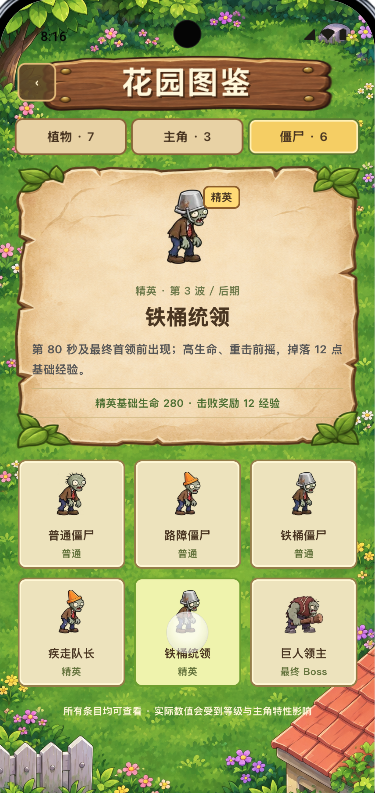 8:16
花园图鉴
植物 · 7
主角 · 3
僵尸 · 6
精英
精英 · 第 3 波 / 后期
铁桶统领
第 80 秒及最终首领前出现；高生命、重击前摇，掉落 12 点
基础经验。
精英基础生命 280 · 击败奖励 12 经验
普通僵尸
普通
路障僵尸
普通
铁桶僵尸
普通
疾走队长
精英
铁桶统领
精英
巨人领主
最终 Boss
所有条目均可查看 · 实际数值会受到等级与主角特性影响